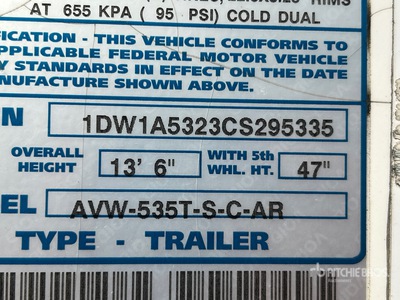 AT 655 KPA ( 95 PSI) COLD DUAL
FICATION - THIS VEHICLE CONFORMS TO
APPLICABLE FEDERAL MOTOR VEHICLE
Y STANDARDS IN EFFECT ON THE DATE
NUFACTURE SHOWN ABOVE.
N 1DW1A5323CS295335
OVERALL HEIGHT 13' 6" WITH 5th WHL. HT. 47"
EL AVW-535T-S-C-AR
TYPE - TRAILER